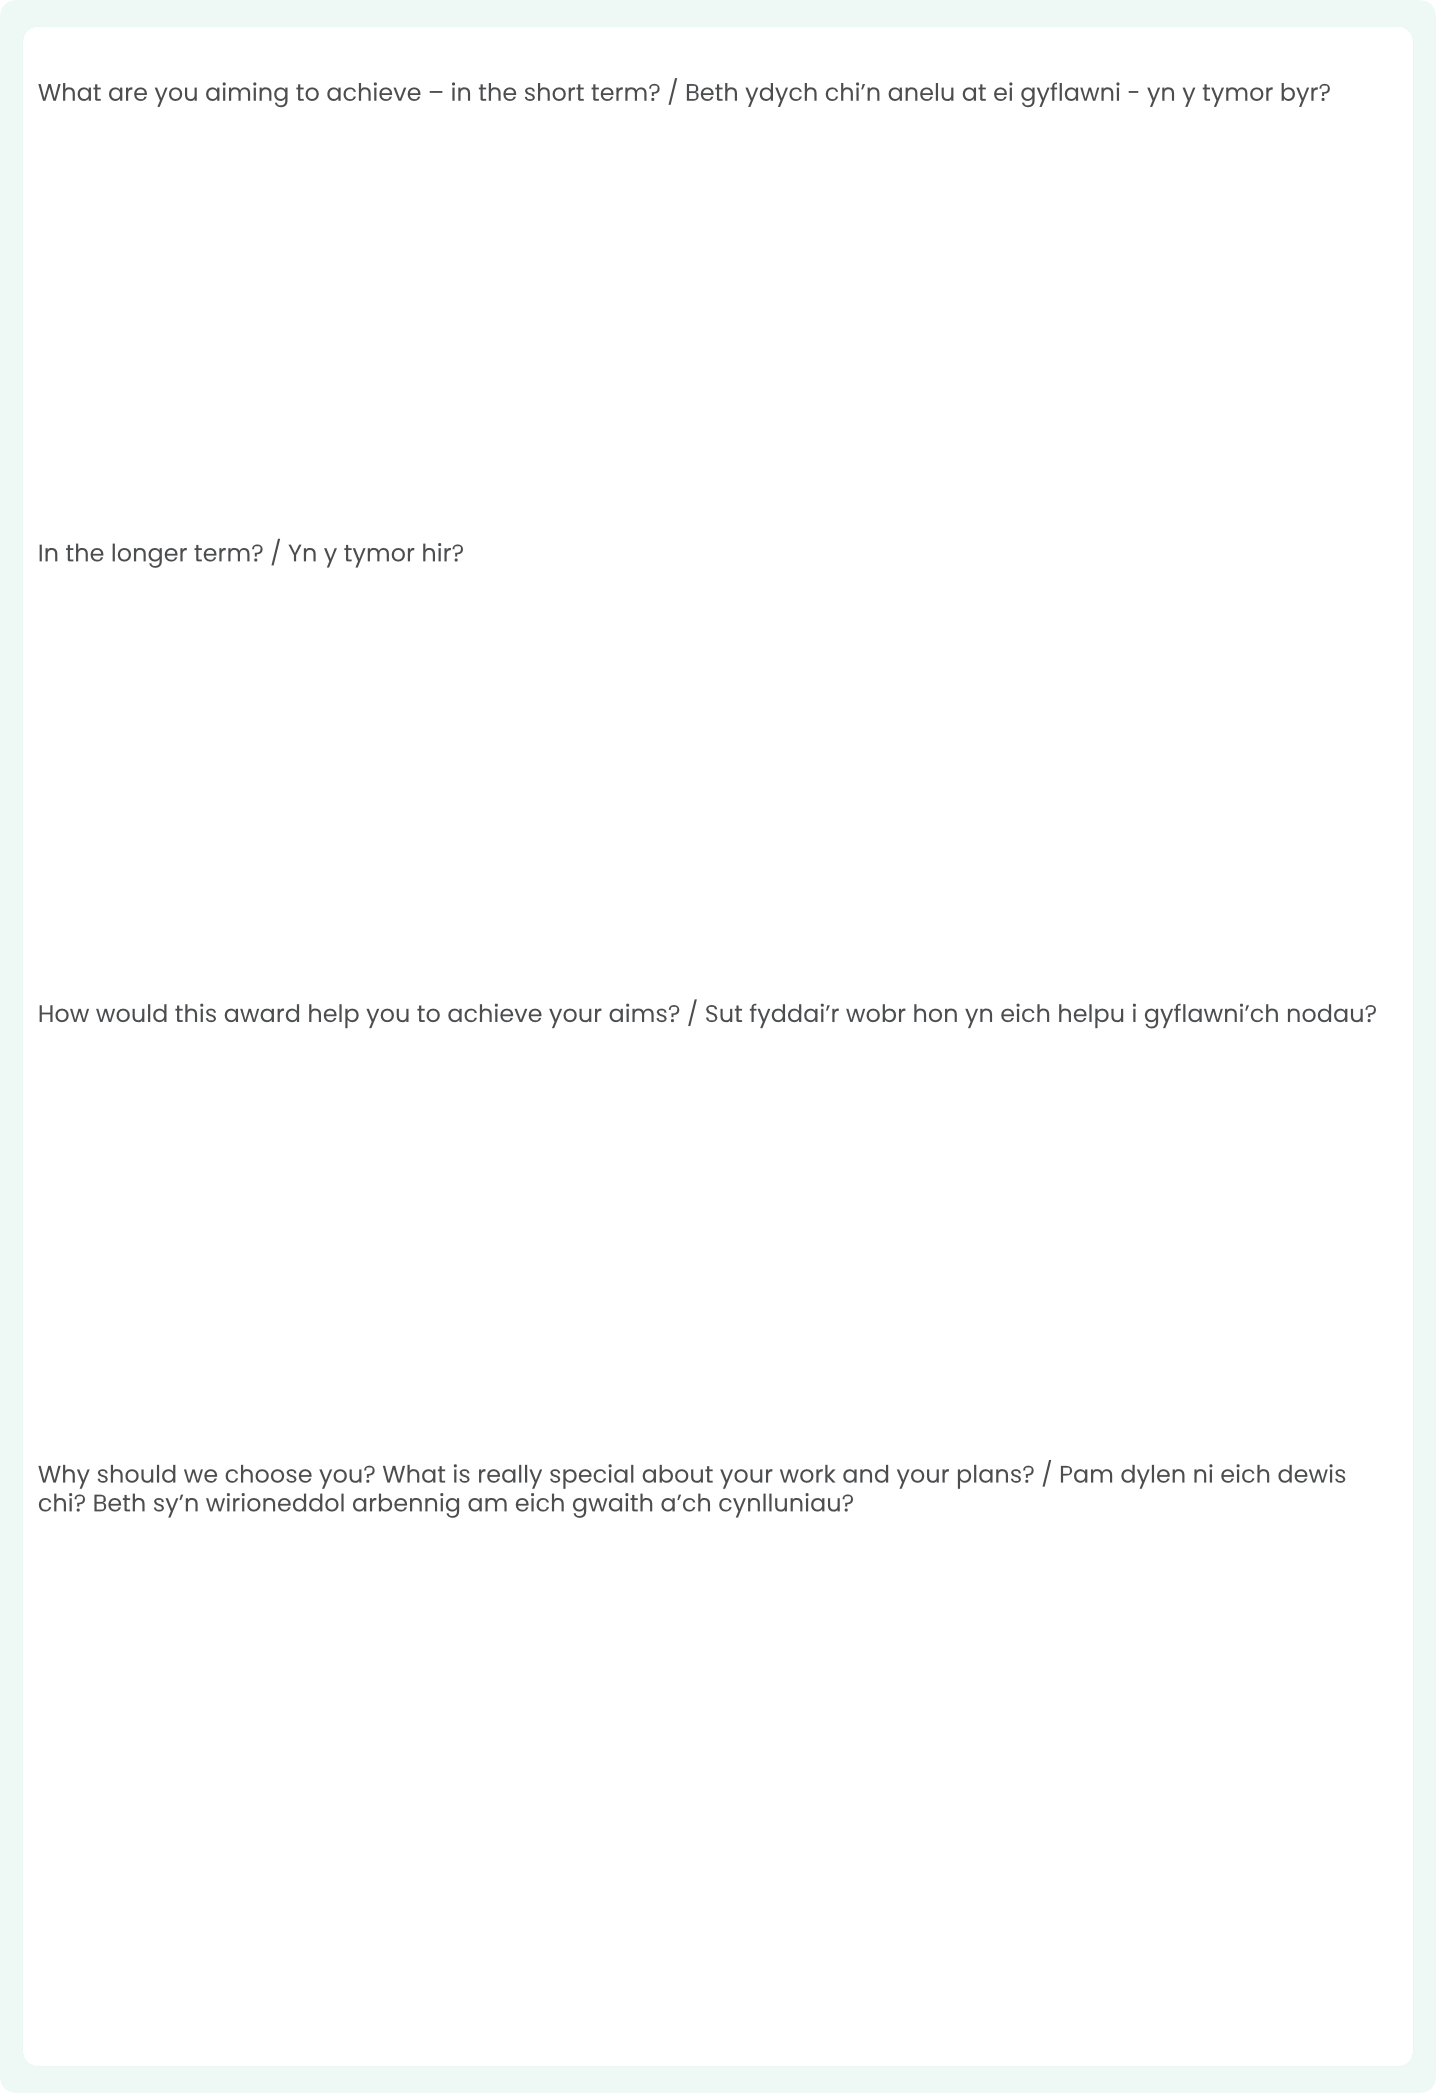 What are you aiming to achieve – in the short term? / Beth ydych chi’n anelu at ei gyflawni - yn y tymor byr?
In the longer term? / Yn y tymor hir?
How would this award help you to achieve your aims? / Sut fyddai’r wobr hon yn eich helpu i gyflawni’ch nodau?
Why should we choose you? What is really special about your work and your plans? / Pam dylen ni eich dewis
chi? Beth sy’n wirioneddol arbennig am eich gwaith a’ch cynlluniau?